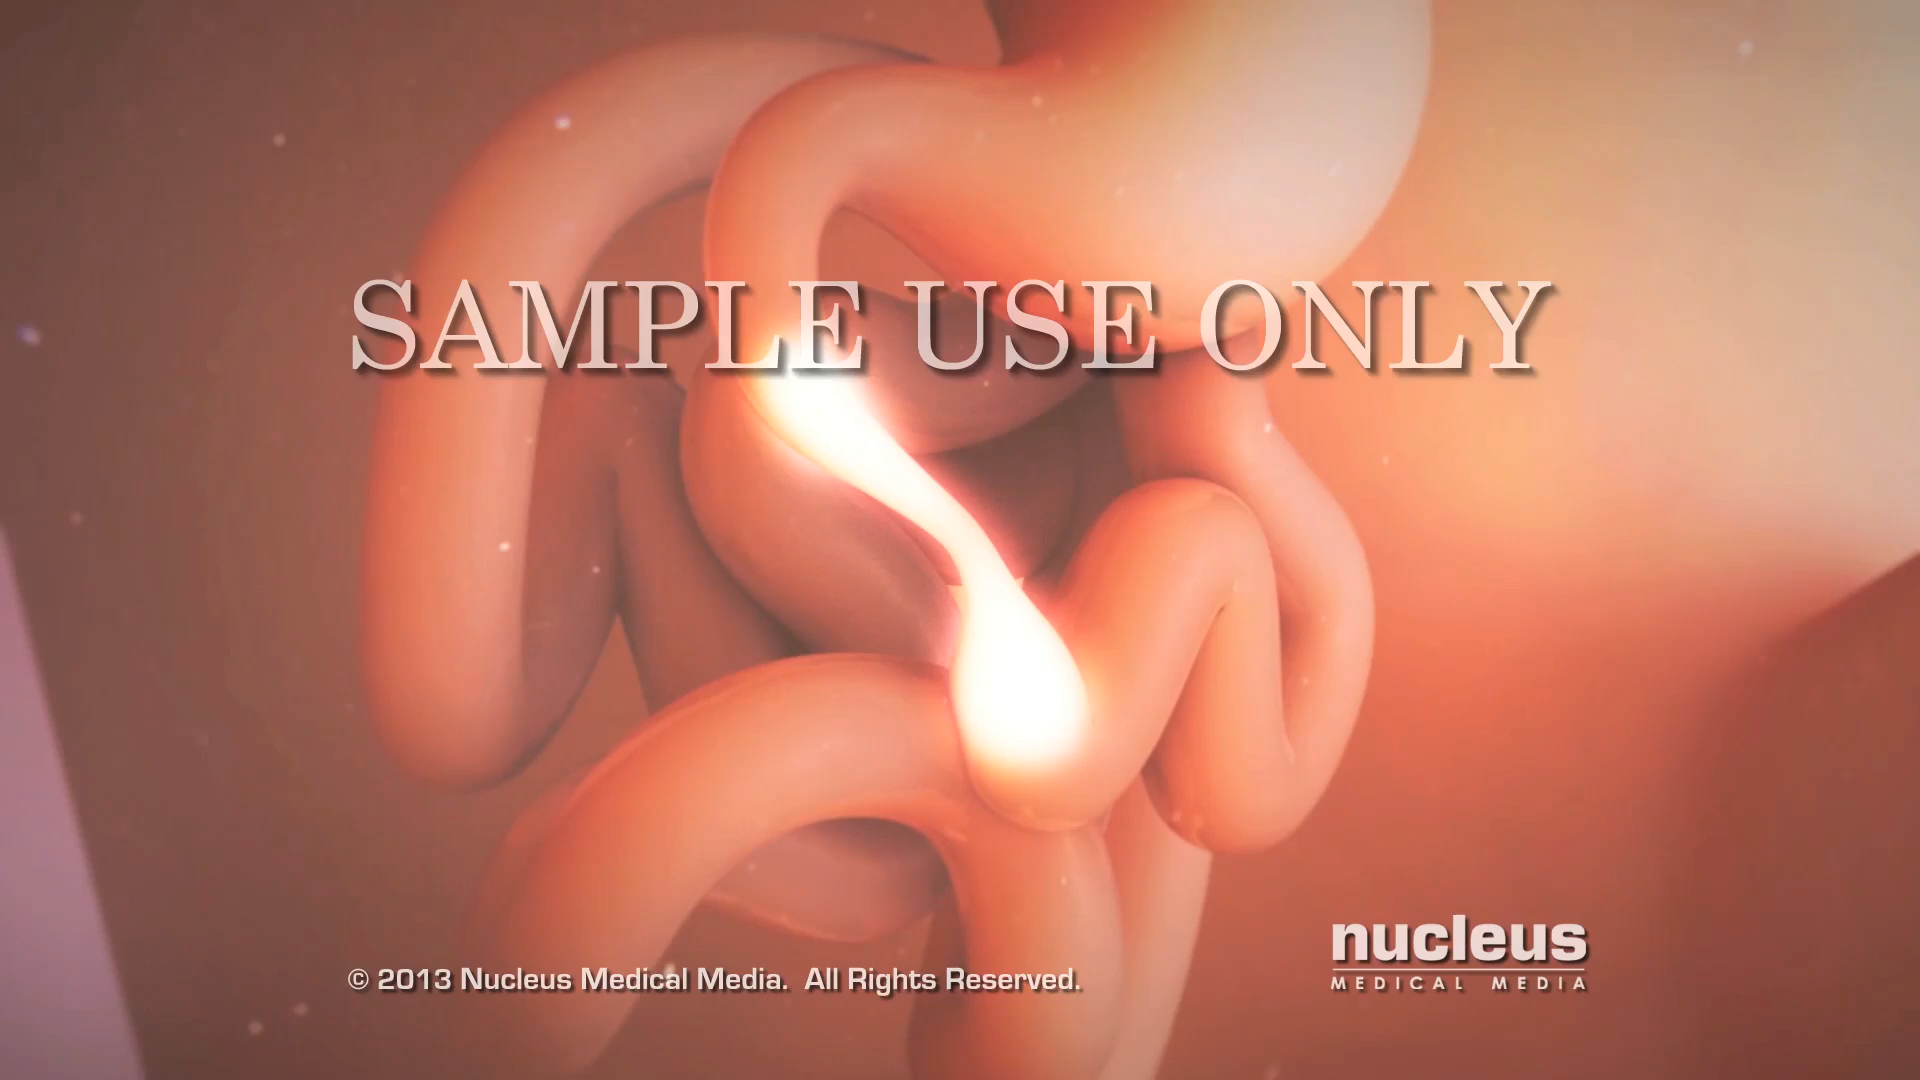 SAMPLE USE ONLY
© 2013 Nucleus Medical Media.  All Rights Reserved.
nucleus
MEDICAL MEDIA